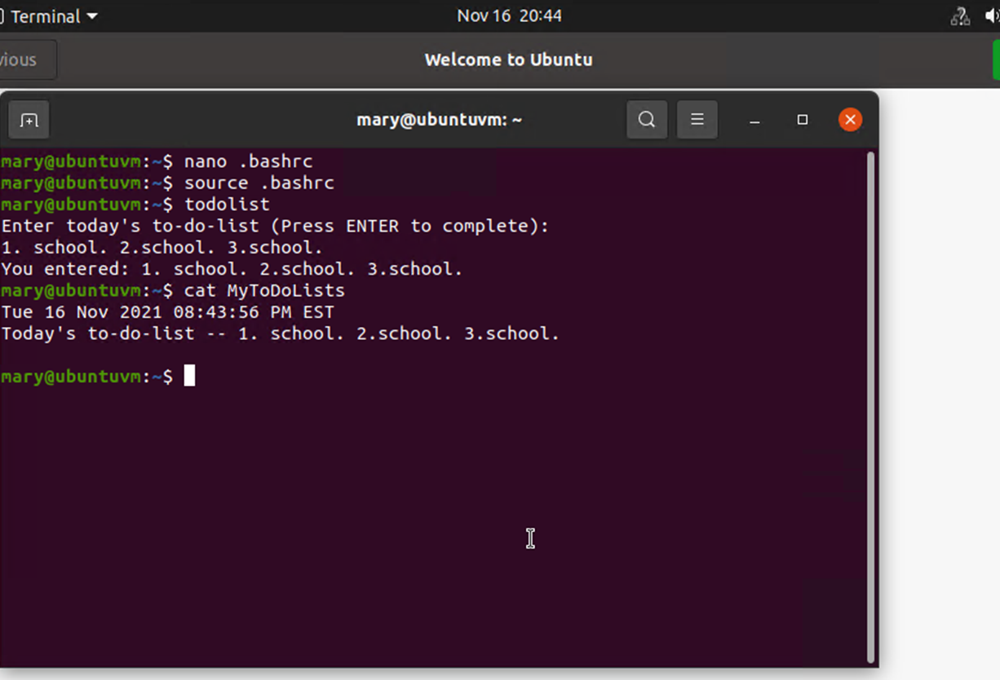 Terminal
Nov 16 20:44
vious
Welcome to Ubuntu
mary@ubuntuvm: ~
mary@ubuntuvm:~$ nano .bashrc
mary@ubuntuvm:~$ source .bashrc
mary@ubuntuvm:~$ todolist
Enter today's to-do-list (Press ENTER to complete):
1. school. 2.school. 3.school.
You entered: 1. school. 2.school. 3.school.
mary@ubuntuvm:~$ cat MyToDoLists
Tue 16 Nov 2021 08:43:56 PM EST
Today's to-do-list -- 1. school. 2.school. 3.school.
mary@ubuntuvm:~$